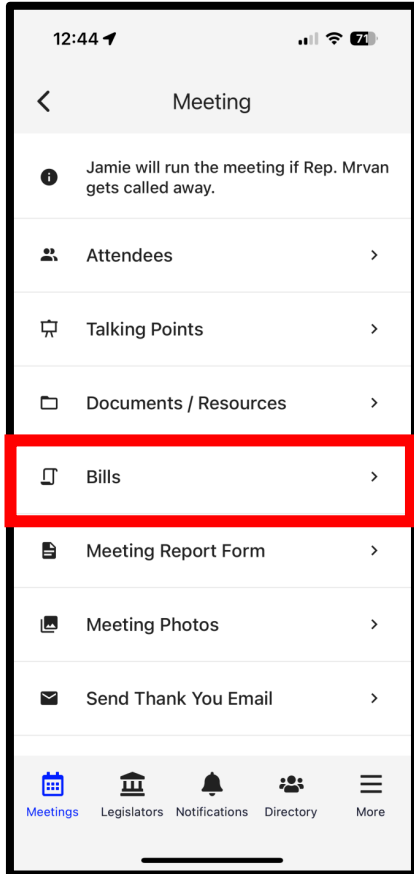 12:44
71
Meeting
Jamie will run the meeting if Rep. Mrvan
gets called away.
Attendees
Talking Points
Documents / Resources
Bills
Meeting Report Form
Meeting Photos
Send Thank You Email
Meetings Legislators Notifications Directory More